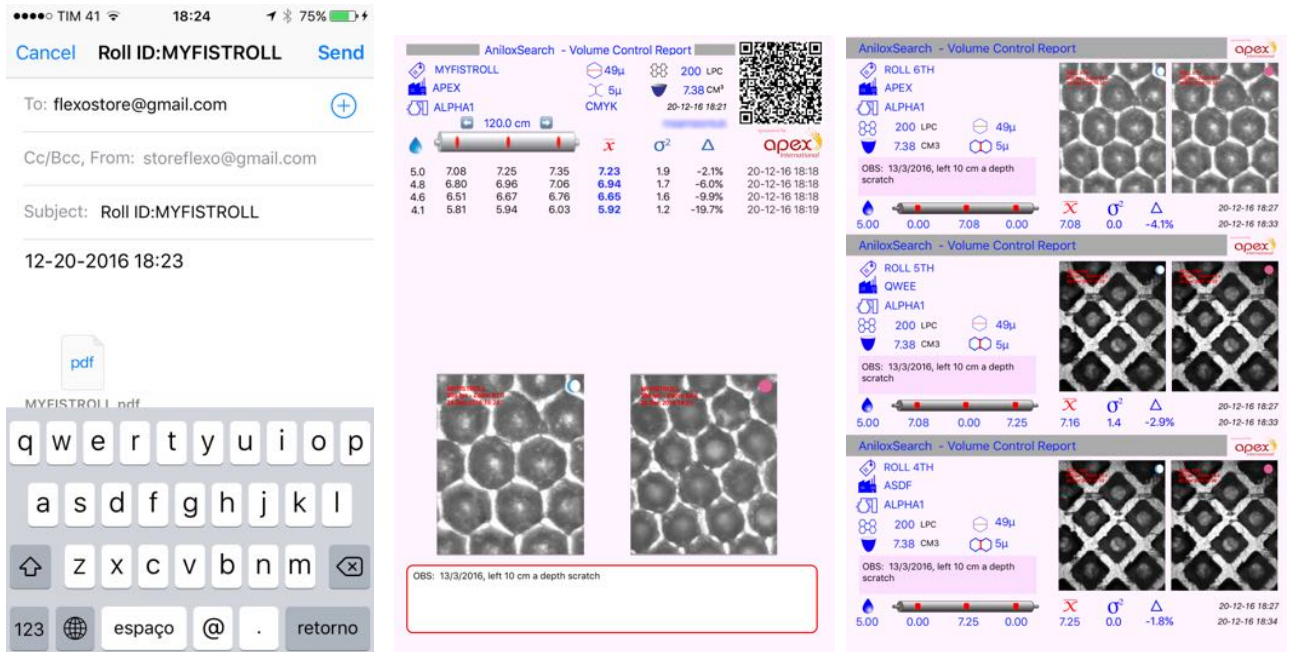 TIM 41 18:24 75%
Cancel Roll ID:MYFISTROLL Send
To: flexostore@gmail.com
Cc/Bcc, From: storeflexo@gmail.com
Subject: Roll ID:MYFISTROLL
12-20-2016 18:23
pdf
MYFISTROLL.pdf
q w e r t y u i o p
a s d f g h j k l
z x c v b n m
123 espaço @ . retorno
AniloxSearch - Volume Control Report
MYFISTROLL 49µ 200 LPC
APEX 5µ 7.38 CM³
ALPHA1 CMYK 20-12-16 18:21
120.0 cm
x̅ σ² Δ apex
International
5.0 7.08 7.25 7.35 7.23 1.9 -2.1% 20-12-16 18:18
4.8 6.80 6.96 7.06 6.94 1.7 -6.0% 20-12-16 18:18
4.6 6.51 6.67 6.76 6.65 1.6 -9.9% 20-12-16 18:18
4.1 5.81 5.94 6.03 5.92 1.2 -19.7% 20-12-16 18:19
OBS: 13/3/2016, left 10 cm a depth scratch
AniloxSearch - Volume Control Report apex
ROLL 6TH
APEX
ALPHA1
200 LPC 49µ
7.38 CM3 5µ
OBS: 13/3/2016, left 10 cm a depth
scratch
x̅ σ² Δ 20-12-16 18:27
5.00 0.00 7.08 0.00 7.08 0.0 -4.1% 20-12-16 18:33
AniloxSearch - Volume Control Report apex
ROLL 5TH
QWEE
ALPHA1
200 LPC 49µ
7.38 CM3 5µ
OBS: 13/3/2016, left 10 cm a depth
scratch
x̅ σ² Δ 20-12-16 18:27
5.00 7.08 0.00 7.25 7.16 1.4 -2.9% 20-12-16 18:33
AniloxSearch - Volume Control Report apex
ROLL 4TH
ASDF
ALPHA1
200 LPC 49µ
7.38 CM3 5µ
OBS: 13/3/2016, left 10 cm a depth
scratch
x̅ σ² Δ 20-12-16 18:27
5.00 0.00 7.25 0.00 7.25 0.0 -1.8% 20-12-16 18:34